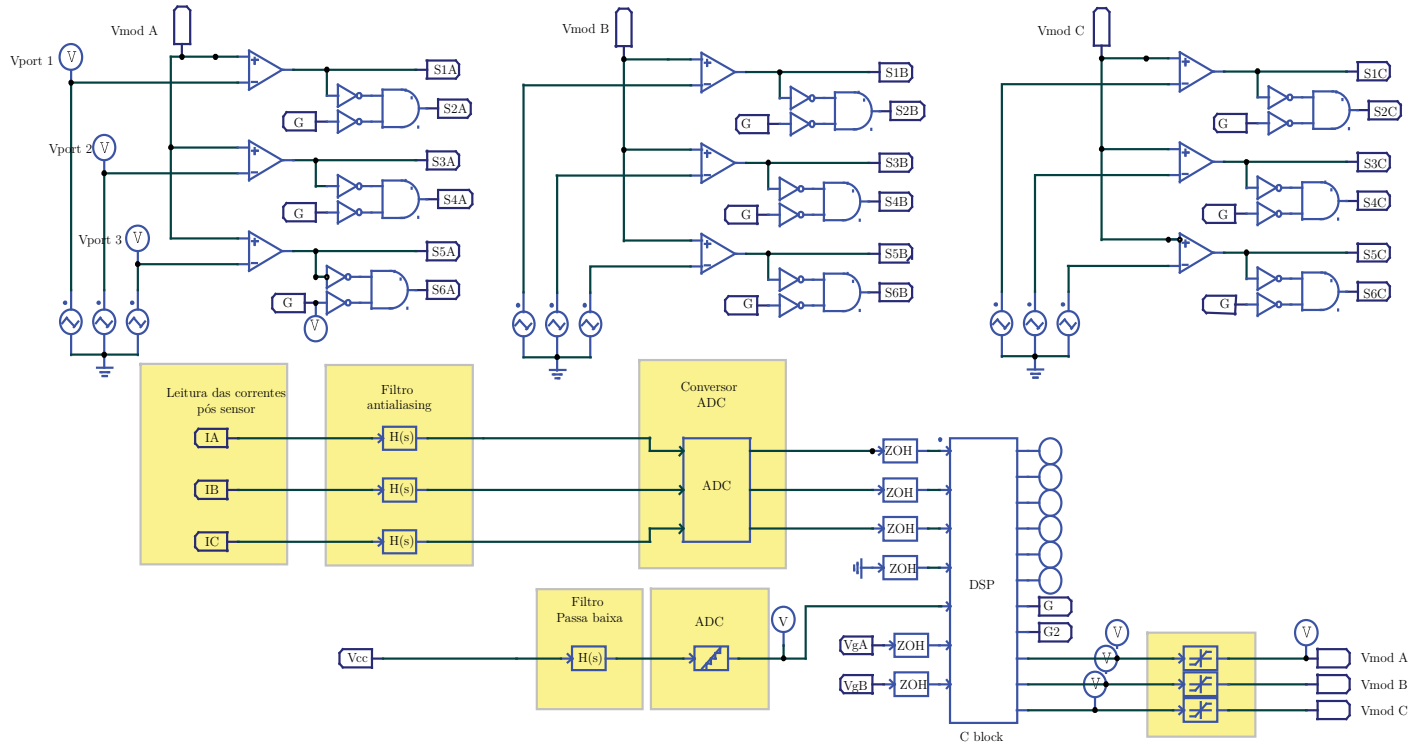 Vmod A
Vport 1
V
S1A
S2A
G
Vport 2
V
S3A
S4A
G
Vport 3
V
S5A
S6A
G
V
Vmod B
S1B
S2B
G
S3B
S4B
G
S5B
S6B
G
Vmod C
S1C
S2C
G
S3C
S4C
G
S5C
S6C
G
Leitura das correntes
pós sensor
IA
IB
IC
Filtro
antialiasing
H(s)
H(s)
H(s)
Conversor
ADC
ADC
ZOH
ZOH
ZOH
ZOH
DSP
G
G2
Filtro
Passa baixa
H(s)
ADC
V
Vcc
VgA
ZOH
VgB
ZOH
V
V
V
V
Vmod A
Vmod B
Vmod C
C block